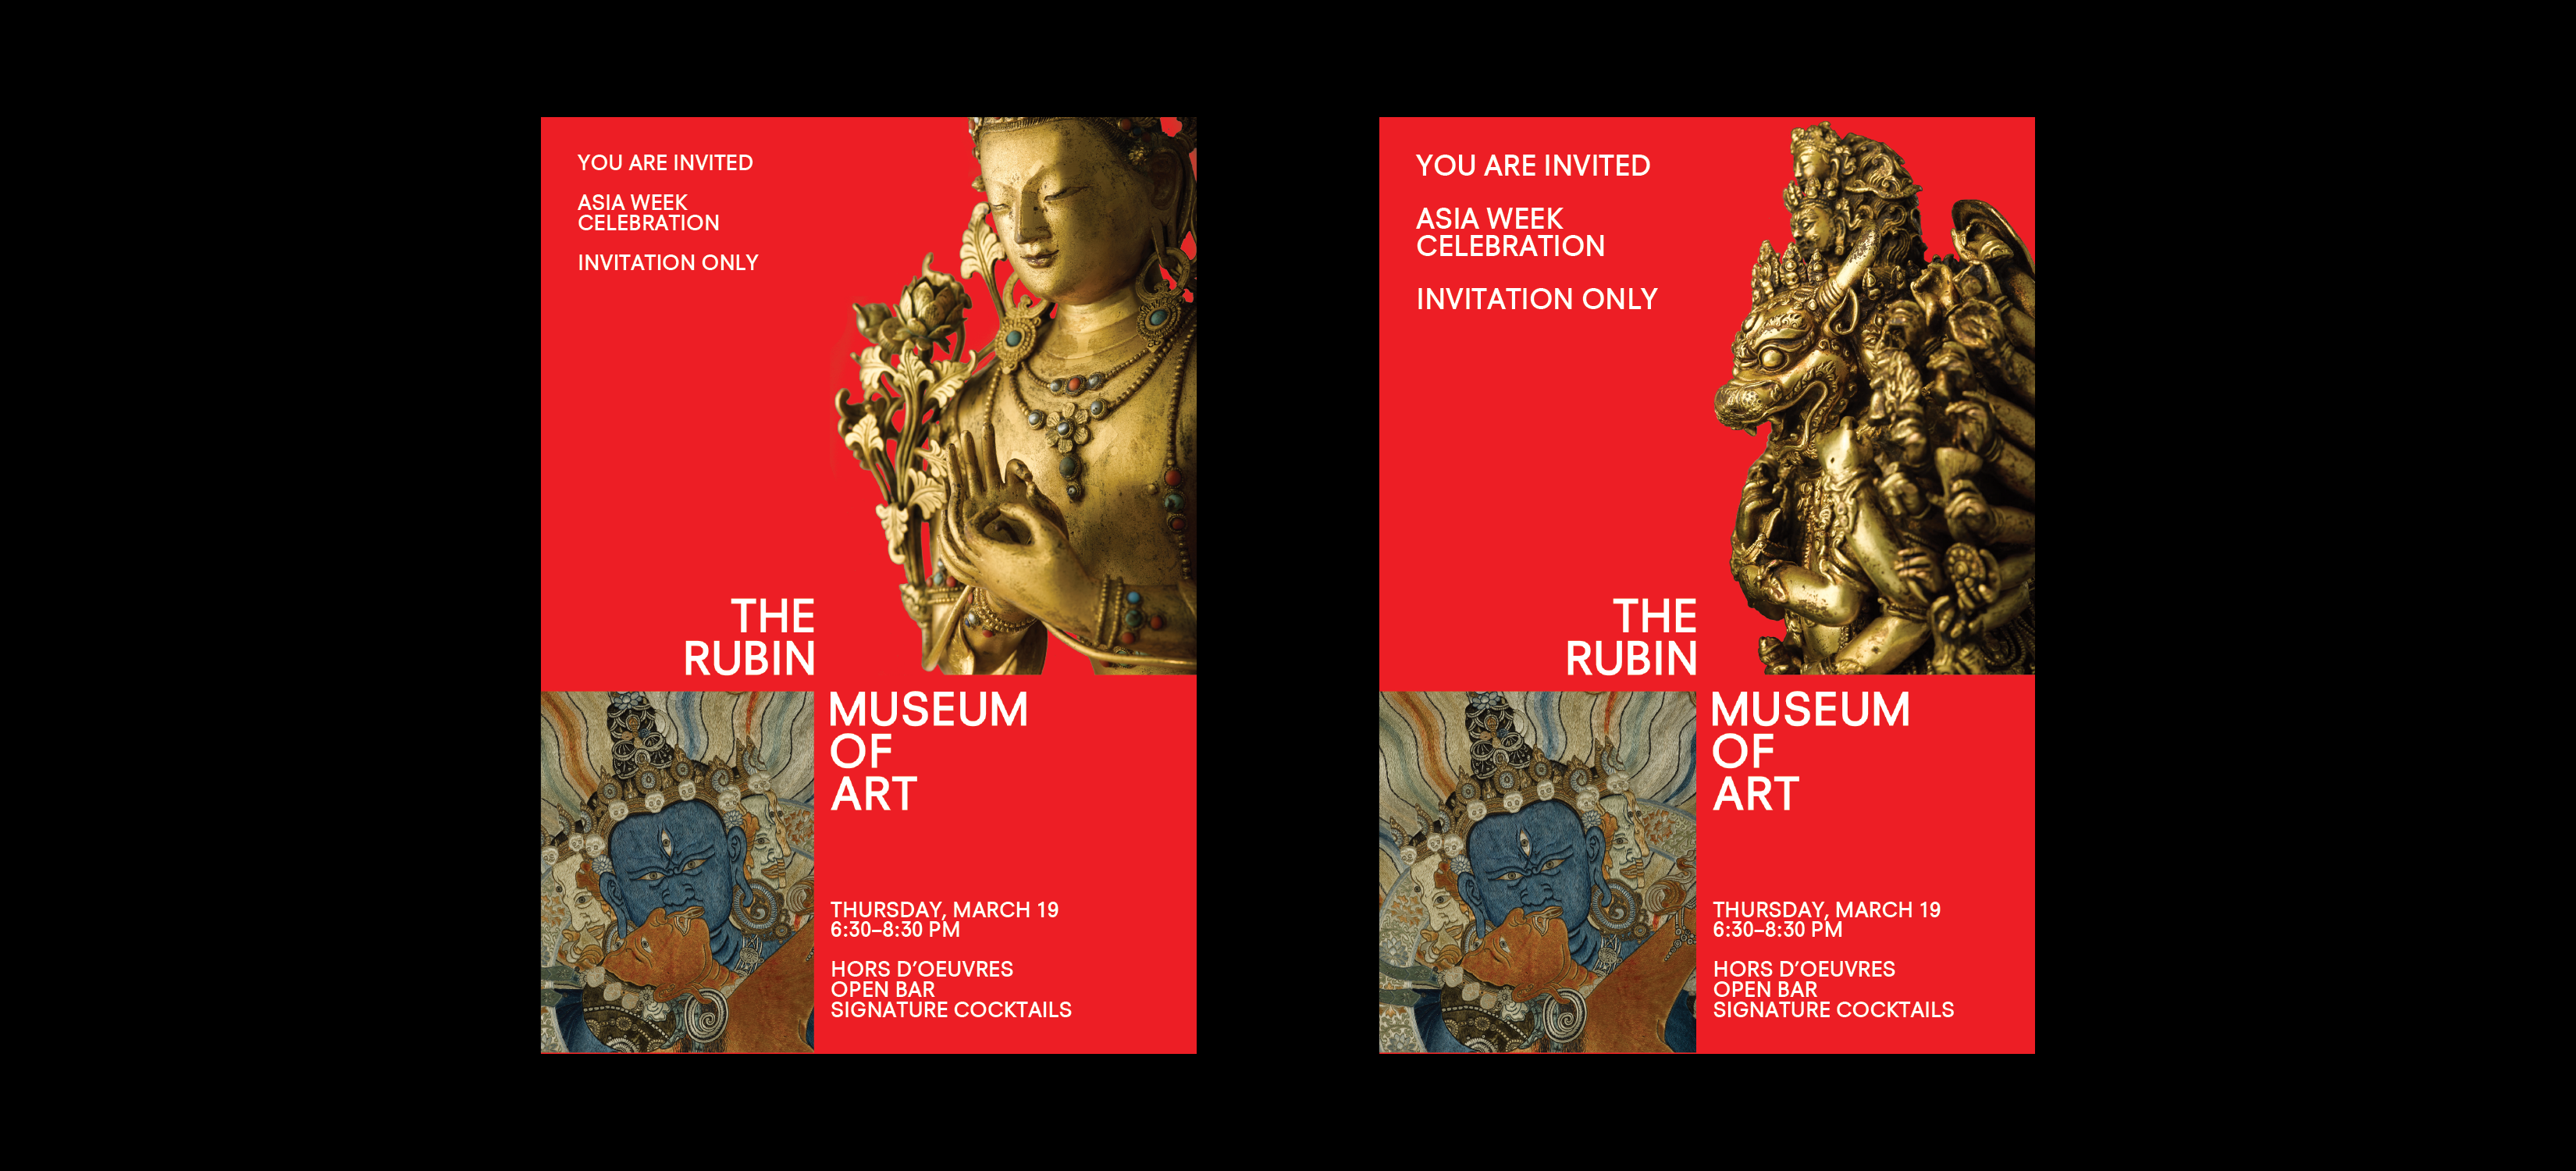 YOU ARE INVITED
ASIA WEEK
CELEBRATION
INVITATION ONLY
THE
RUBIN
MUSEUM
OF
ART
THURSDAY, MARCH 19
6:30–8:30 PM
HORS D’OEUVRES
OPEN BAR
SIGNATURE COCKTAILS
YOU ARE INVITED
ASIA WEEK
CELEBRATION
INVITATION ONLY
THE
RUBIN
MUSEUM
OF
ART
THURSDAY, MARCH 19
6:30–8:30 PM
HORS D’OEUVRES
OPEN BAR
SIGNATURE COCKTAILS